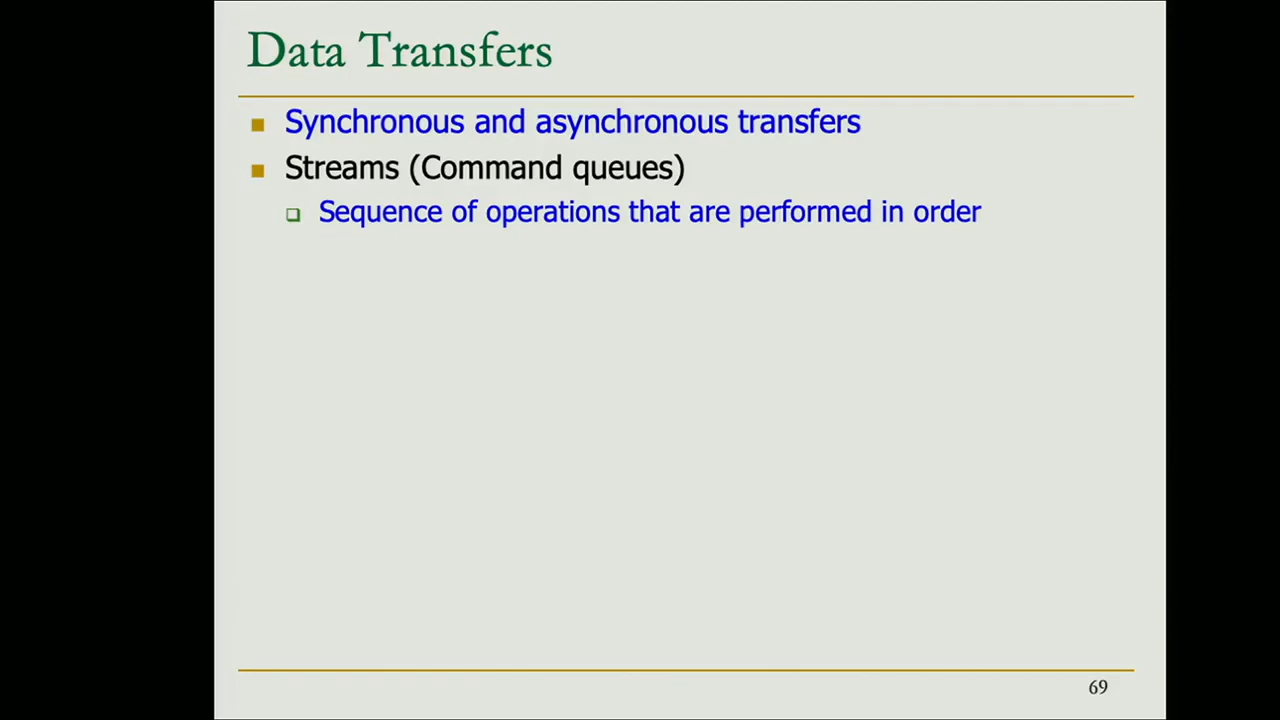 Data Transfers
Synchronous and asynchronous transfers
Streams (Command queues)
Sequence of operations that are performed in order
69